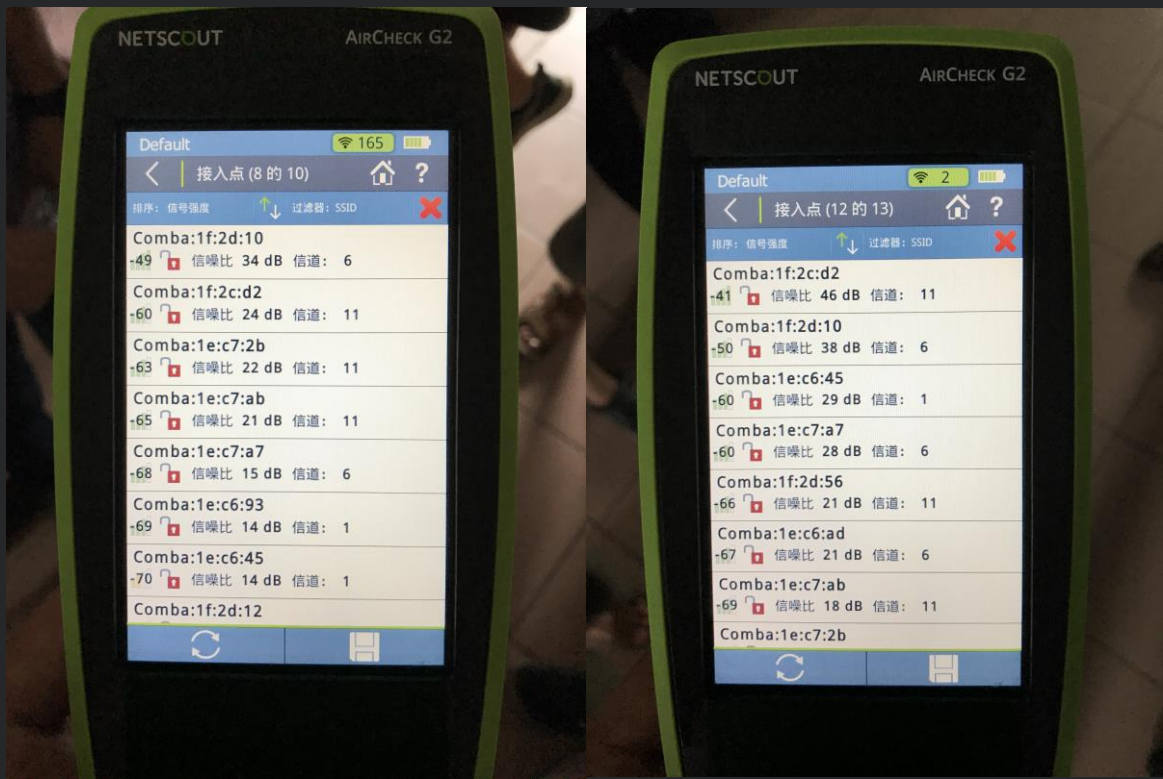 NETSCOUT AIRCHECK G2
Default 165
接入点 (8 的 10) ?
排序: 信号强度 过滤器: SSID
Comba:1f:2d:10
-49 信噪比 34 dB 信道: 6
Comba:1f:2c:d2
-60 信噪比 24 dB 信道: 11
Comba:1e:c7:2b
-63 信噪比 22 dB 信道: 11
Comba:1e:c7:ab
-65 信噪比 21 dB 信道: 11
Comba:1e:c7:a7
-68 信噪比 15 dB 信道: 6
Comba:1e:c6:93
-69 信噪比 14 dB 信道: 1
Comba:1e:c6:45
-70 信噪比 14 dB 信道: 1
Comba:1f:2d:12
NETSCOUT AIRCHECK G2
Default 2
接入点 (12 的 13) ?
排序: 信号强度 过滤器: SSID
Comba:1f:2c:d2
-41 信噪比 46 dB 信道: 11
Comba:1f:2d:10
-50 信噪比 38 dB 信道: 6
Comba:1e:c6:45
-60 信噪比 29 dB 信道: 1
Comba:1e:c7:a7
-60 信噪比 28 dB 信道: 6
Comba:1f:2d:56
-66 信噪比 21 dB 信道: 11
Comba:1e:c6:ad
-67 信噪比 21 dB 信道: 6
Comba:1e:c7:ab
-69 信噪比 18 dB 信道: 11
Comba:1e:c7:2b